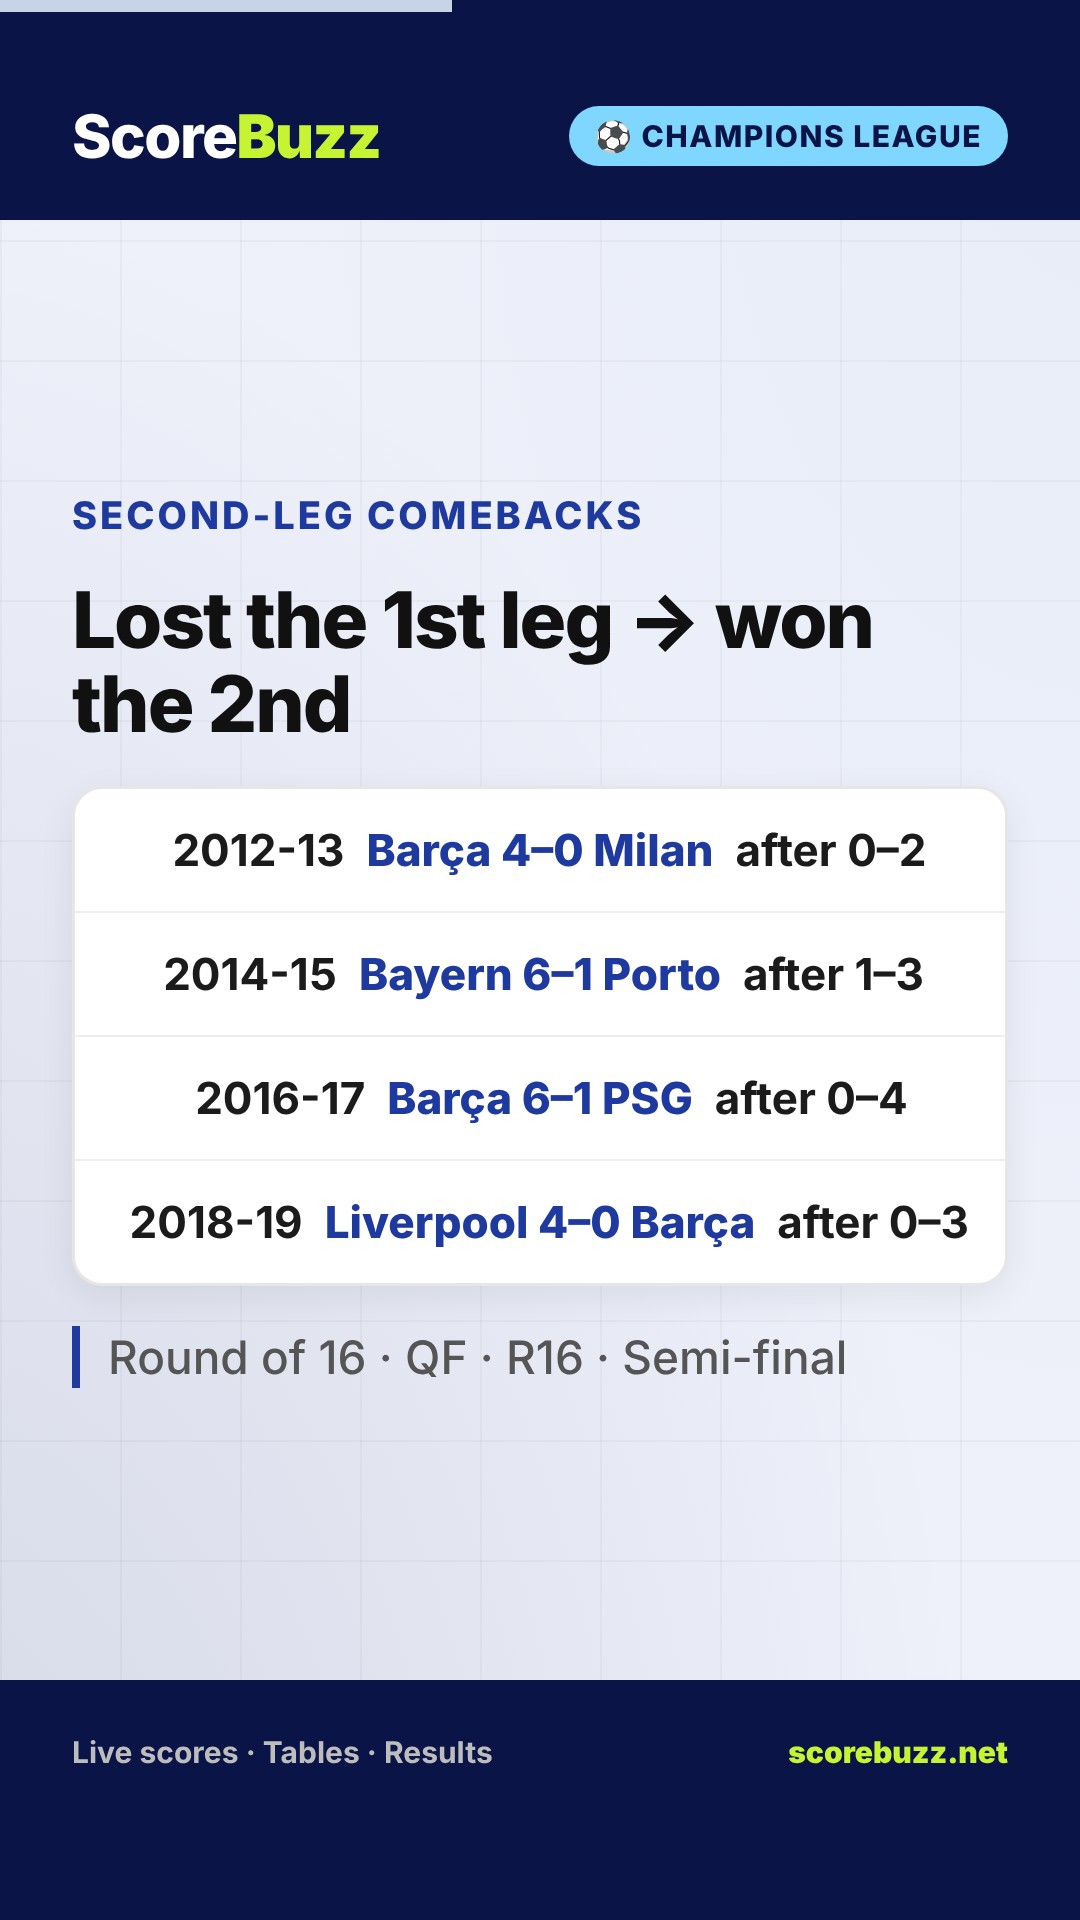 ScoreBuzz
⚽ CHAMPIONS LEAGUE
SECOND-LEG COMEBACKS
Lost the 1st leg → won
the 2nd
2012-13 Barça 4–0 Milan after 0–2
2014-15 Bayern 6–1 Porto after 1–3
2016-17 Barça 6–1 PSG after 0–4
2018-19 Liverpool 4–0 Barça after 0–3
Round of 16 · QF · R16 · Semi-final
Live scores · Tables · Results
scorebuzz.net